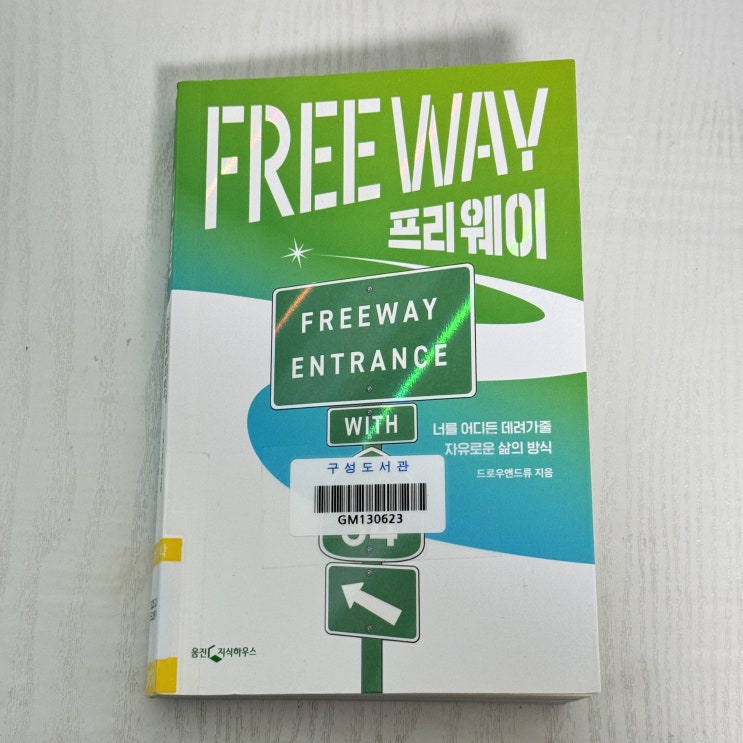 FREE WAY
프리웨이
FREEWAY
ENTRANCE
WITH
너를 어디든 데려가줄
자유로운 삶의 방식
드로우앤드류 지음
구성도서관
GM130623
웅진 지식하우스